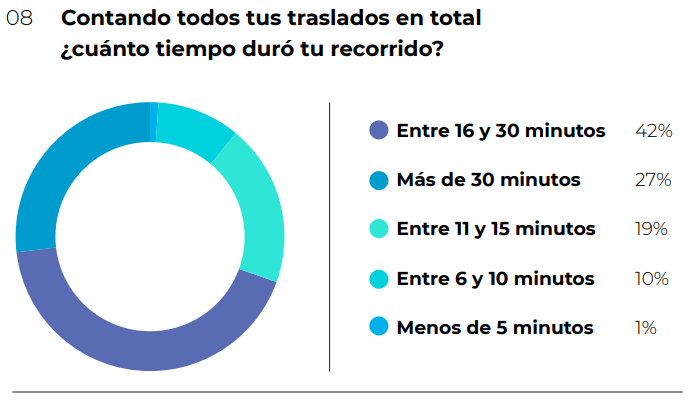 08 Contando todos tus traslados en total
¿cuánto tiempo duró tu recorrido?
Entre 16 y 30 minutos 42%
Más de 30 minutos 27%
Entre 11 y 15 minutos 19%
Entre 6 y 10 minutos 10%
Menos de 5 minutos 1%